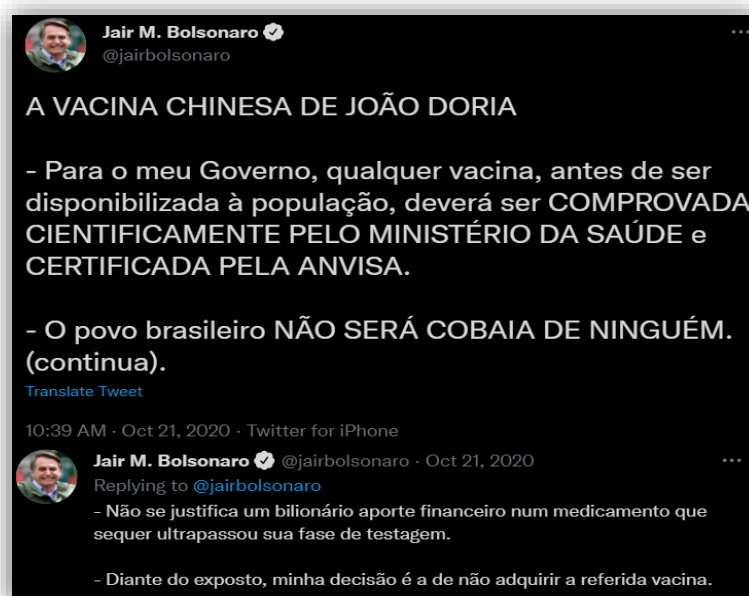 Jair M. Bolsonaro
@jairbolsonaro
A VACINA CHINESA DE JOÃO DORIA
- Para o meu Governo, qualquer vacina, antes de ser
disponibilizada à população, deverá ser COMPROVADA
CIENTIFICAMENTE PELO MINISTÉRIO DA SAÚDE e
CERTIFICADA PELA ANVISA.
- O povo brasileiro NÃO SERÁ COBAIA DE NINGUÉM.
(continua).
Translate Tweet
10:39 AM · Oct 21, 2020 · Twitter for iPhone
Jair M. Bolsonaro @jairbolsonaro · Oct 21, 2020
Replying to @jairbolsonaro
- Não se justifica um bilionário aporte financeiro num medicamento que
sequer ultrapassou sua fase de testagem.
- Diante do exposto, minha decisão é a de não adquirir a referida vacina.